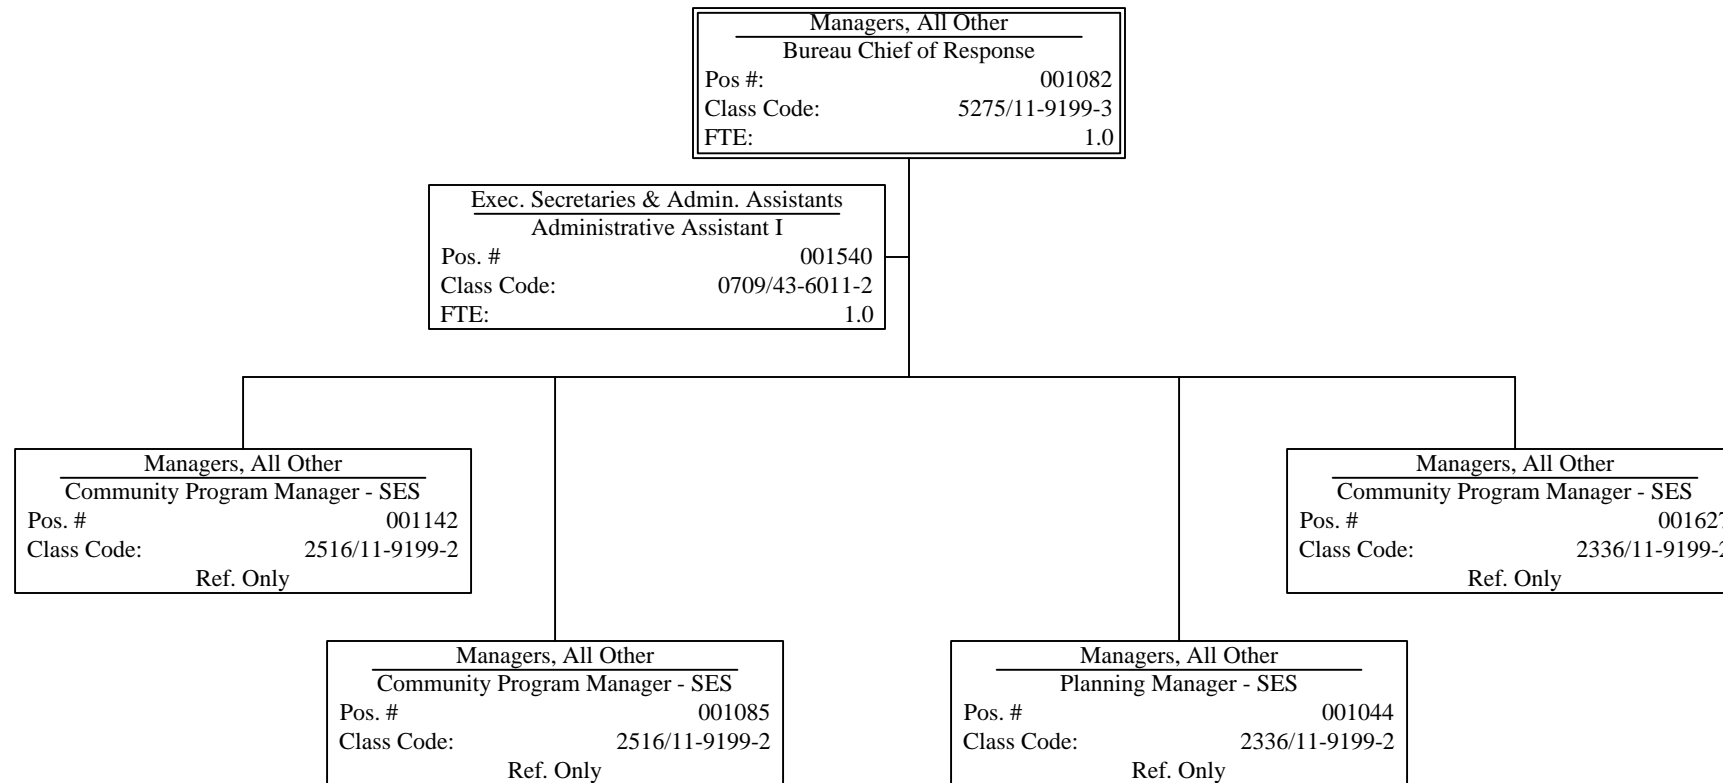 Managers, All Other
Bureau Chief of Response
Pos #: 001082
Class Code: 5275/11-9199-3
FTE: 1.0
Exec. Secretaries & Admin. Assistants
Administrative Assistant I
Pos. # 001540
Class Code: 0709/43-6011-2
FTE: 1.0
Managers, All Other
Community Program Manager - SES
Pos. # 001142
Class Code: 2516/11-9199-2
Ref. Only
Managers, All Other
Community Program Manager - SES
Pos. # 001627
Class Code: 2336/11-9199-2
Ref. Only
Managers, All Other
Community Program Manager - SES
Pos. # 001085
Class Code: 2516/11-9199-2
Ref. Only
Managers, All Other
Planning Manager - SES
Pos. # 001044
Class Code: 2336/11-9199-2
Ref. Only